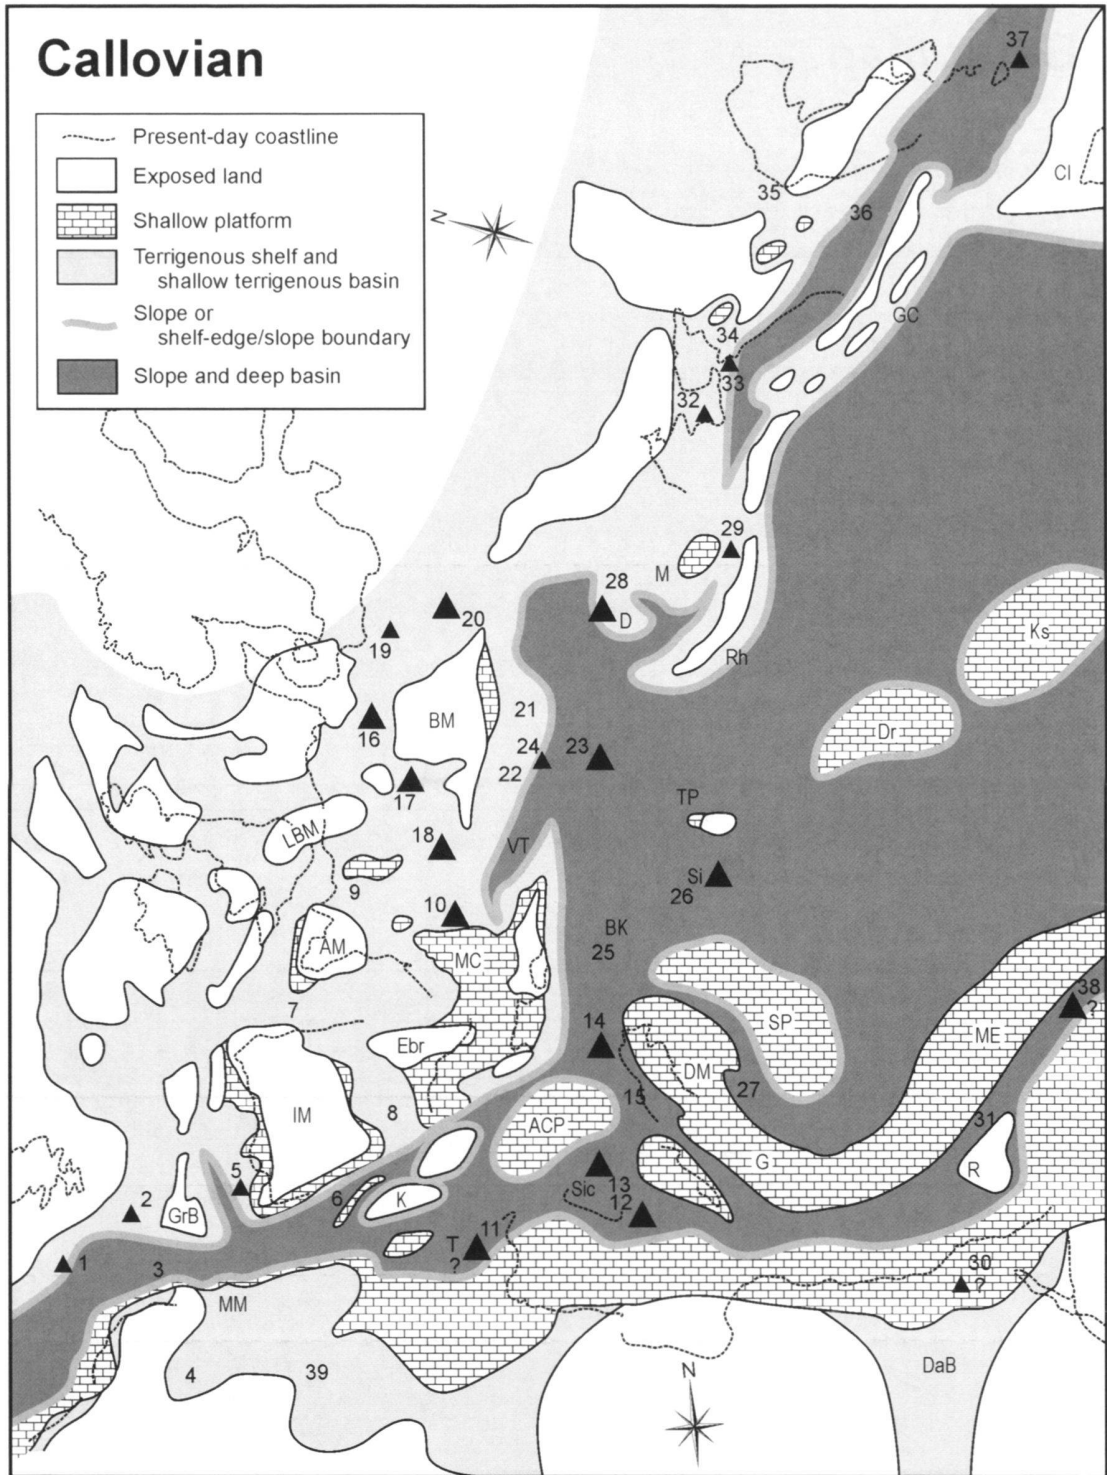 Callovian
Present-day coastline
Exposed land
Shallow platform
Terrigenous shelf and
shallow terrigenous basin
Slope or
shelf-edge/slope boundary
Slope and deep basin
N
37
CI
35
36
GC
34
33
32
29
M
28
D
Rh
Ks
20
19
BM
21
16
24
23
22
17
Dr
TP
VT
18
LBM
Si
26
9
10
BK
25
AM
MC
38
?
SP
ME
7
14
Ebr
DM
27
IM
8
15
ACP
31
G
R
5
13
6
K
Sic
2
GrB
12
T
11
?
1
3
30
?
MM
DaB
4
39
N